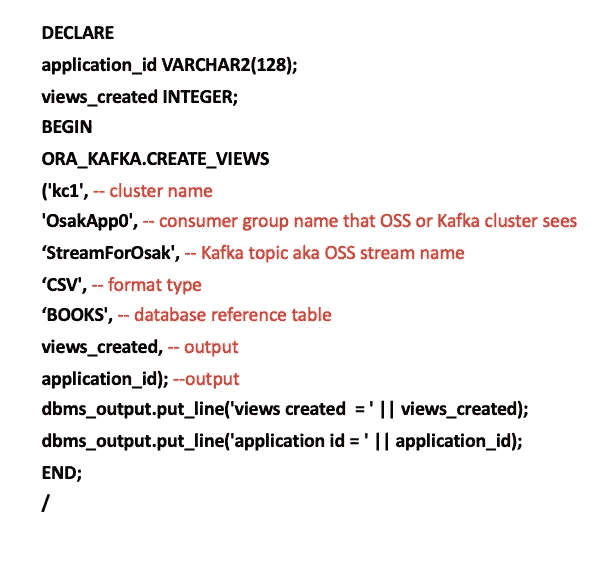 DECLARE
application_id VARCHAR2(128);
views_created INTEGER;
BEGIN
ORA_KAFKA.CREATE_VIEWS
('kc1', -- cluster name
'OsakApp0', -- consumer group name that OSS or Kafka cluster sees
‘StreamForOsak', -- Kafka topic aka OSS stream name
‘CSV', -- format type
‘BOOKS', -- database reference table
views_created, -- output
application_id); --output
dbms_output.put_line('views created  = ' || views_created);
dbms_output.put_line('application id = ' || application_id);
END;
/